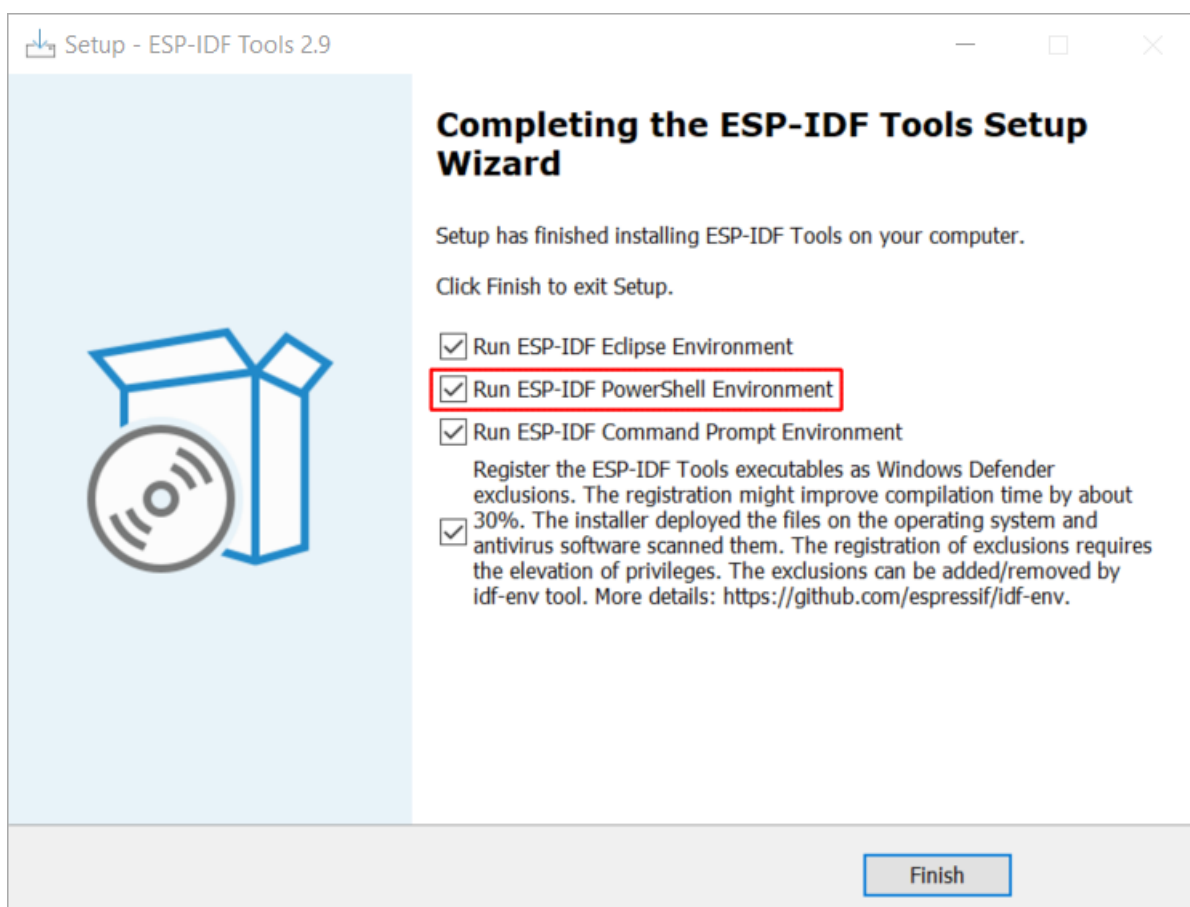 Setup - ESP-IDF Tools 2.9
Completing the ESP-IDF Tools Setup
Wizard
Setup has finished installing ESP-IDF Tools on your computer.
Click Finish to exit Setup.
Run ESP-IDF Eclipse Environment
Run ESP-IDF PowerShell Environment
Run ESP-IDF Command Prompt Environment
Register the ESP-IDF Tools executables as Windows Defender
exclusions. The registration might improve compilation time by about
30%. The installer deployed the files on the operating system and
antivirus software scanned them. The registration of exclusions requires
the elevation of privileges. The exclusions can be added/removed by
idf-env tool. More details: https://github.com/espressif/idf-env.
Finish